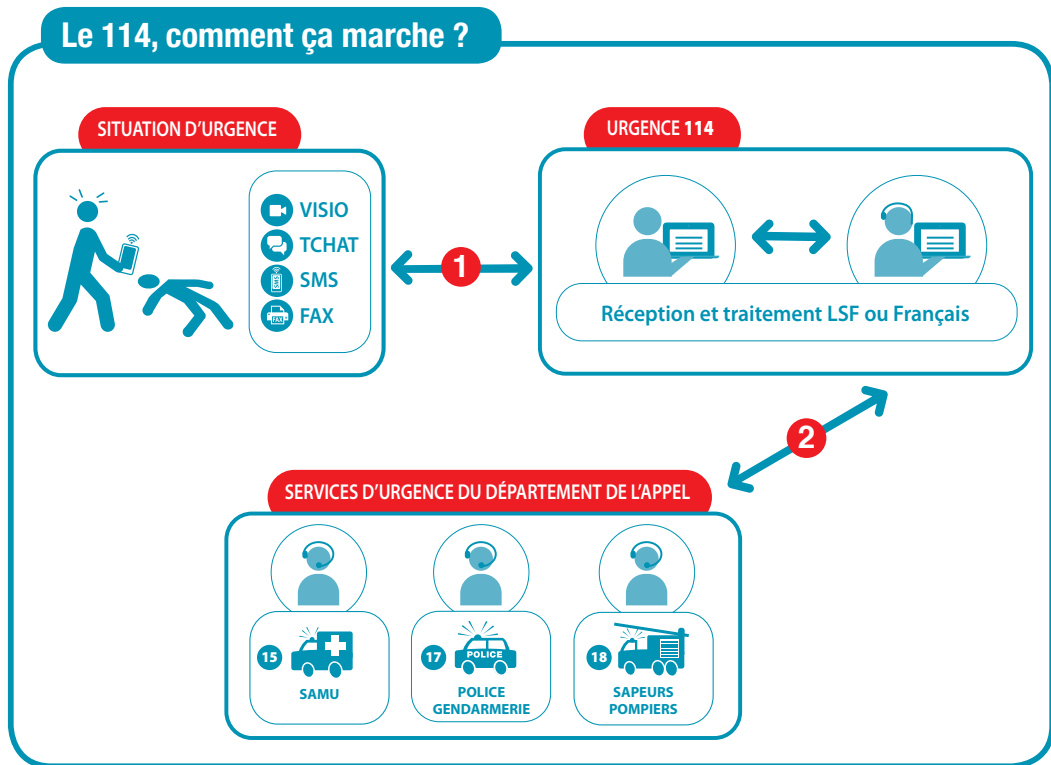 Le 114, comment ça marche ?
SITUATION D’URGENCE
VISIO
TCHAT
SMS
FAX
FAX
1
URGENCE 114
Réception et traitement LSF ou Français
2
SERVICES D’URGENCE DU DÉPARTEMENT DE L’APPEL
15
SAMU
17
POLICE
POLICE
GENDARMERIE
18
SAPEURS
POMPIERS